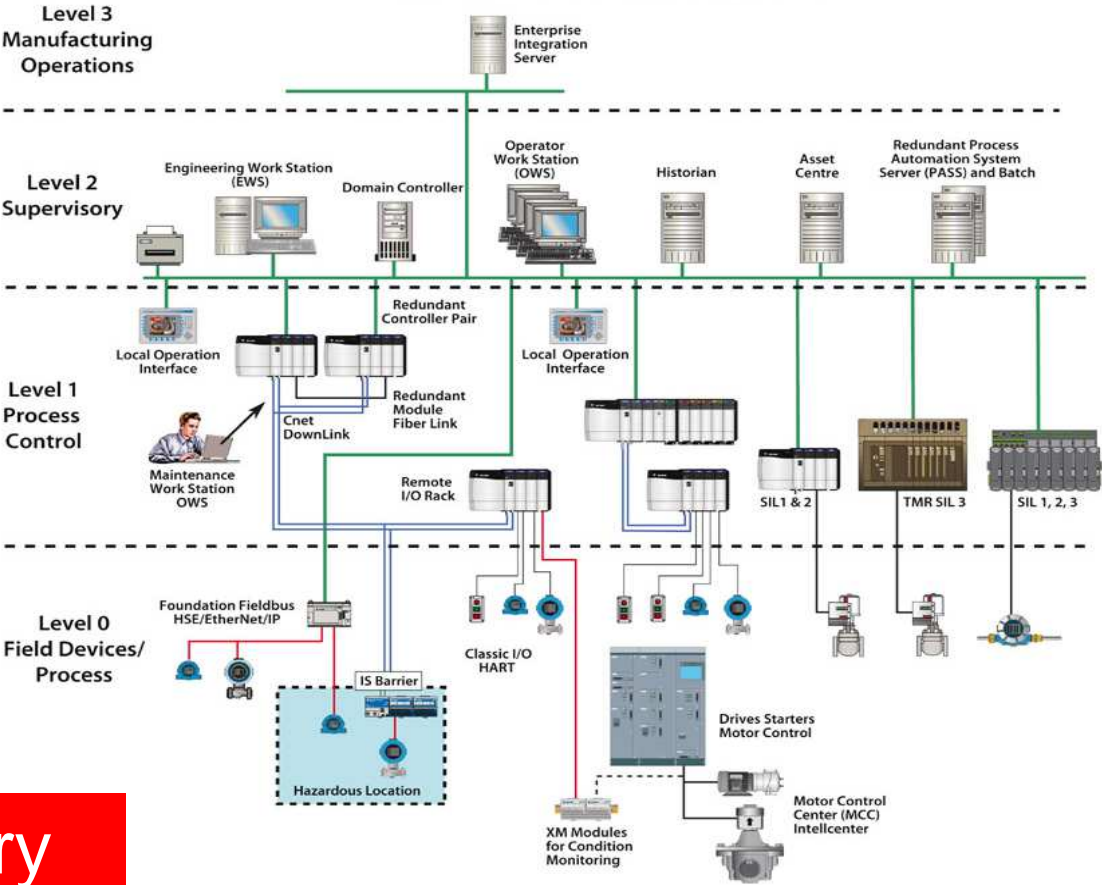 Level 3
Manufacturing
Operations
Enterprise
Integration
Server
Level 2
Supervisory
Engineering Work Station
(EWS)
Domain Controller
Operator
Work Station
(OWS)
Historian
Asset
Centre
Redundant Process
Automation System
Server (PASS) and Batch
Level 1
Process
Control
Local Operation
Interface
Redundant
Controller Pair
Cnet
DownLink
Redundant
Module
Fiber Link
Maintenance
Work Station
OWS
Local Operation
Interface
Remote
I/O Rack
SIL1 & 2
TMR SIL 3
SIL 1, 2, 3
Level 0
Field Devices/
Process
Foundation Fieldbus
HSE/EtherNet/IP
IS Barrier
Hazardous Location
Classic I/O
HART
Drives Starters
Motor Control
XM Modules
for Condition
Monitoring
Motor Control
Center (MCC)
Intellcenter
ry